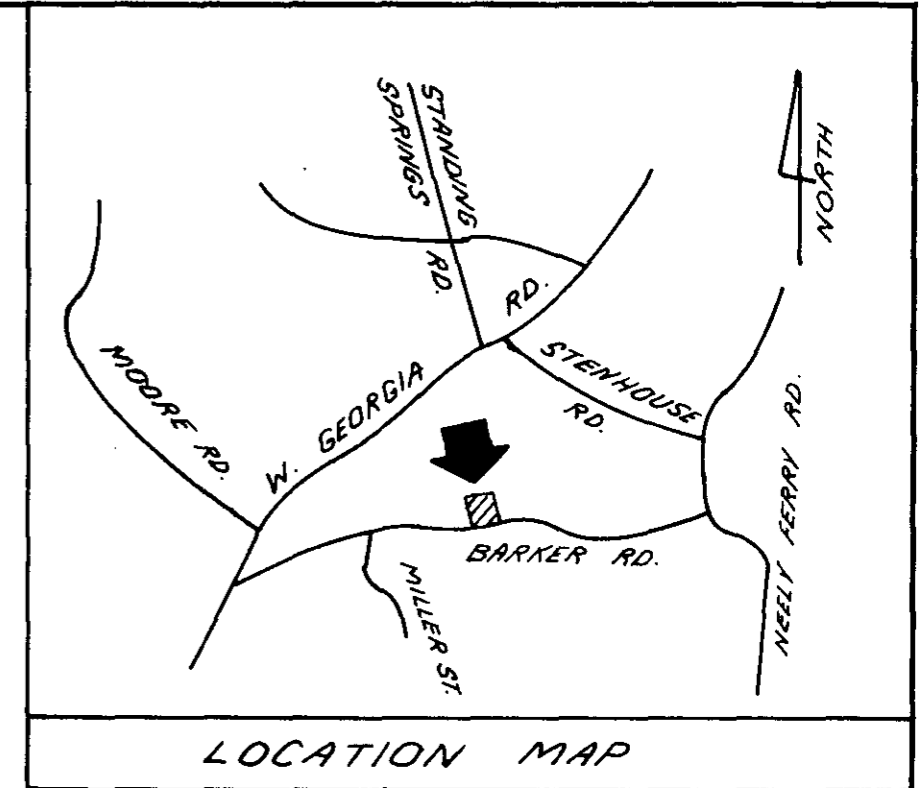 STANDING
SPRINGS
RD.
NORTH
RD.
MOORE RD.
W. GEORGIA
STENHOUSE
RD.
NEELY FERRY RD.
BARKER RD.
MILLER ST.
LOCATION MAP